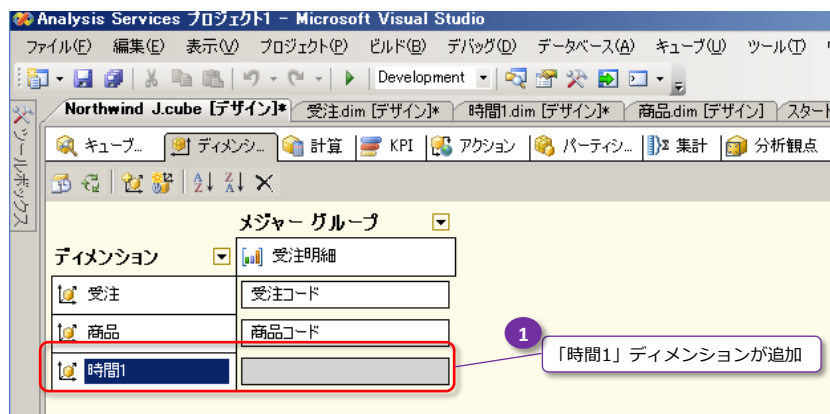 Analysis Services プロジェクト1 - Microsoft Visual Studio
ファイル(F) 編集(E) 表示(V) プロジェクト(P) ビルド(B) デバッグ(D) データベース(A) キューブ(U) ツール(T)
Development
Northwind J.cube [デザイン]* 受注.dim [デザイン]* 時間1.dim [デザイン]* 商品.dim [デザイン] スタート
ツールボックス
キューブ... ディメンシ... 計算 KPI アクション パーティシ... 集計 分析観点
メジャー グループ
ディメンション 受注明細
受注 受注コード
商品 商品コード
1
「時間1」ディメンションが追加
時間1